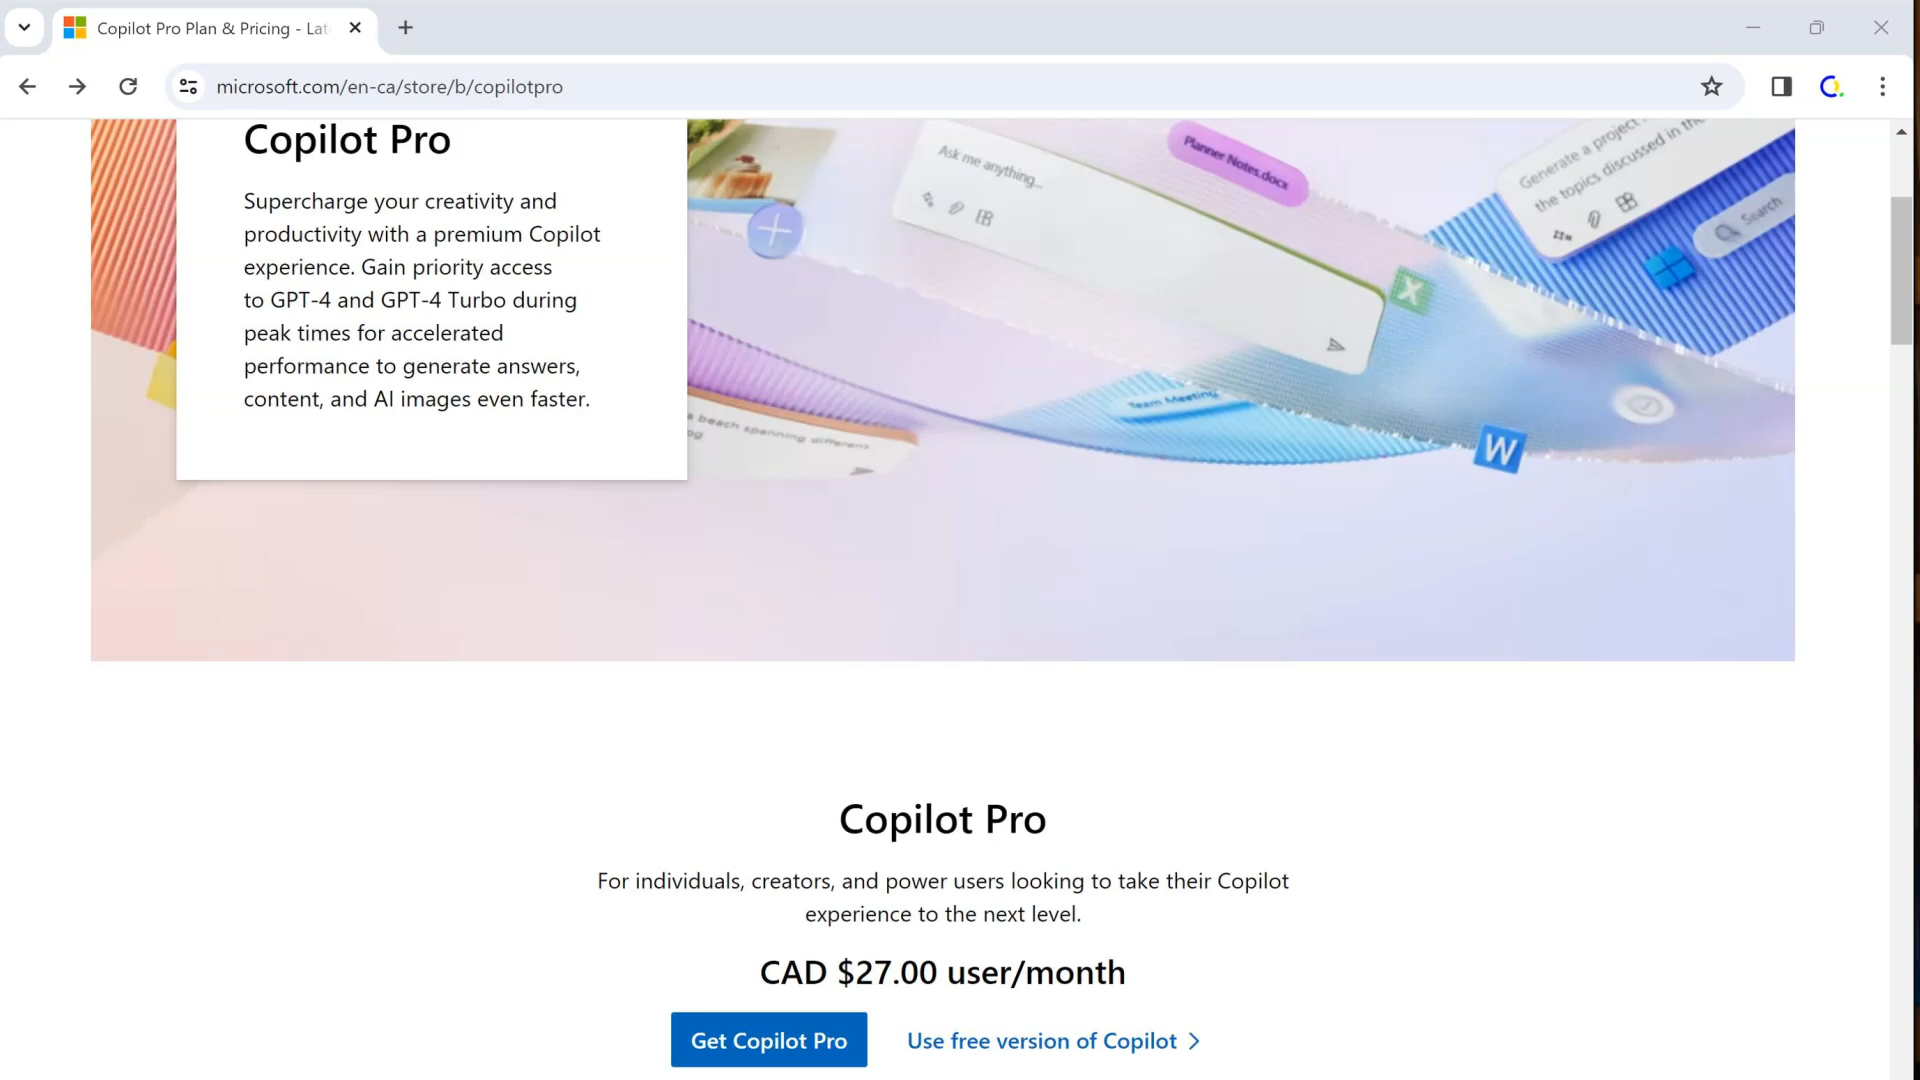 Copilot Pro Plan & Pricing - Lat
microsoft.com/en-ca/store/b/copilotpro
Copilot Pro
Supercharge your creativity and
productivity with a premium Copilot
experience. Gain priority access
to GPT-4 and GPT-4 Turbo during
peak times for accelerated
performance to generate answers,
content, and AI images even faster.
Ask me anything...
Planner Notes.docx
Generate a project
the topics discussed in the
Search
X
Team Meeting
W
a beach spanning different
Copilot Pro
For individuals, creators, and power users looking to take their Copilot
experience to the next level.
CAD $27.00 user/month
Get Copilot Pro
Use free version of Copilot